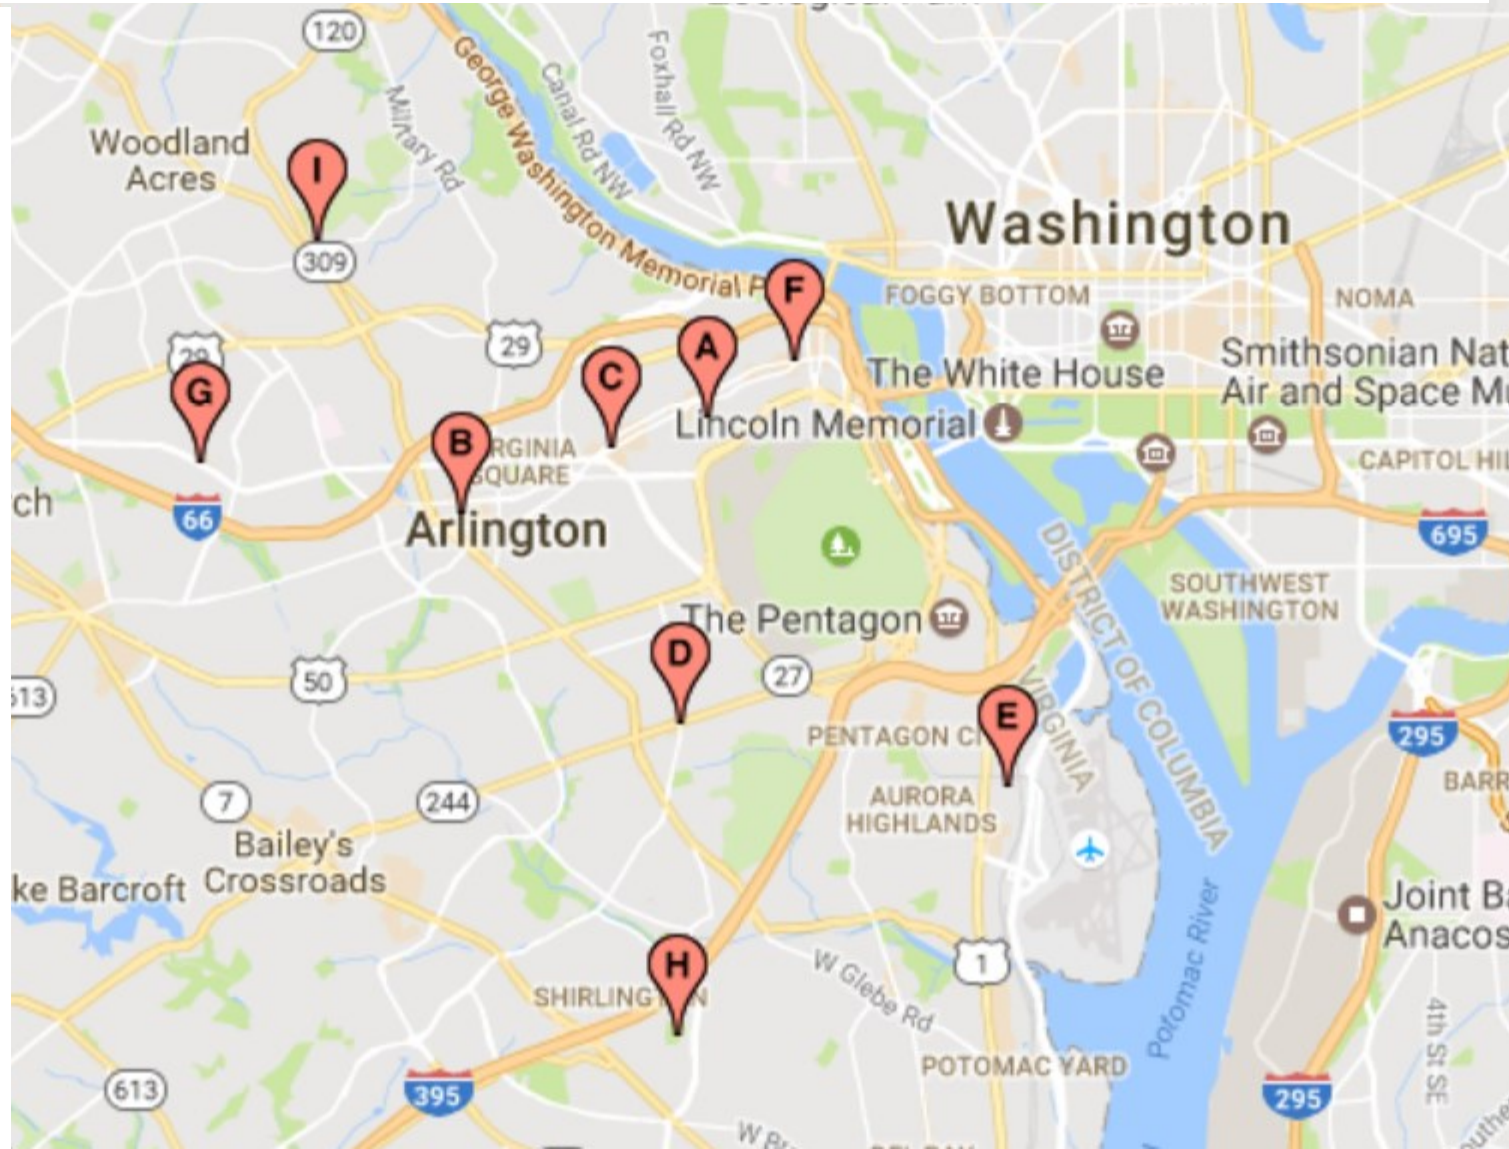 120
George Washington Memorial P
Canal Rd NW
Foxhall Rd NW
Military Rd
Woodland
Acres
I
309
Washington
F
FOGGY BOTTOM
NOMA
29
29
A
C
G
The White House
Smithsonian Nat
Air and Space M
Lincoln Memorial
B
RGINIA
SQUARE
CAPITOL HIL
ch
66
Arlington
695
DISTRICT OF COLUMBIA
VIRGINIA
SOUTHWEST
WASHINGTON
The Pentagon
D
27
50
613
E
PENTAGON CI
295
BARR
7
244
AURORA
HIGHLANDS
Bailey's
Crossroads
ke Barcroft
Joint Ba
Anacos
Potomac River
H
SHIRLINGT N
W Glebe Rd
1
4th St SE
POTOMAC YARD
613
395
295